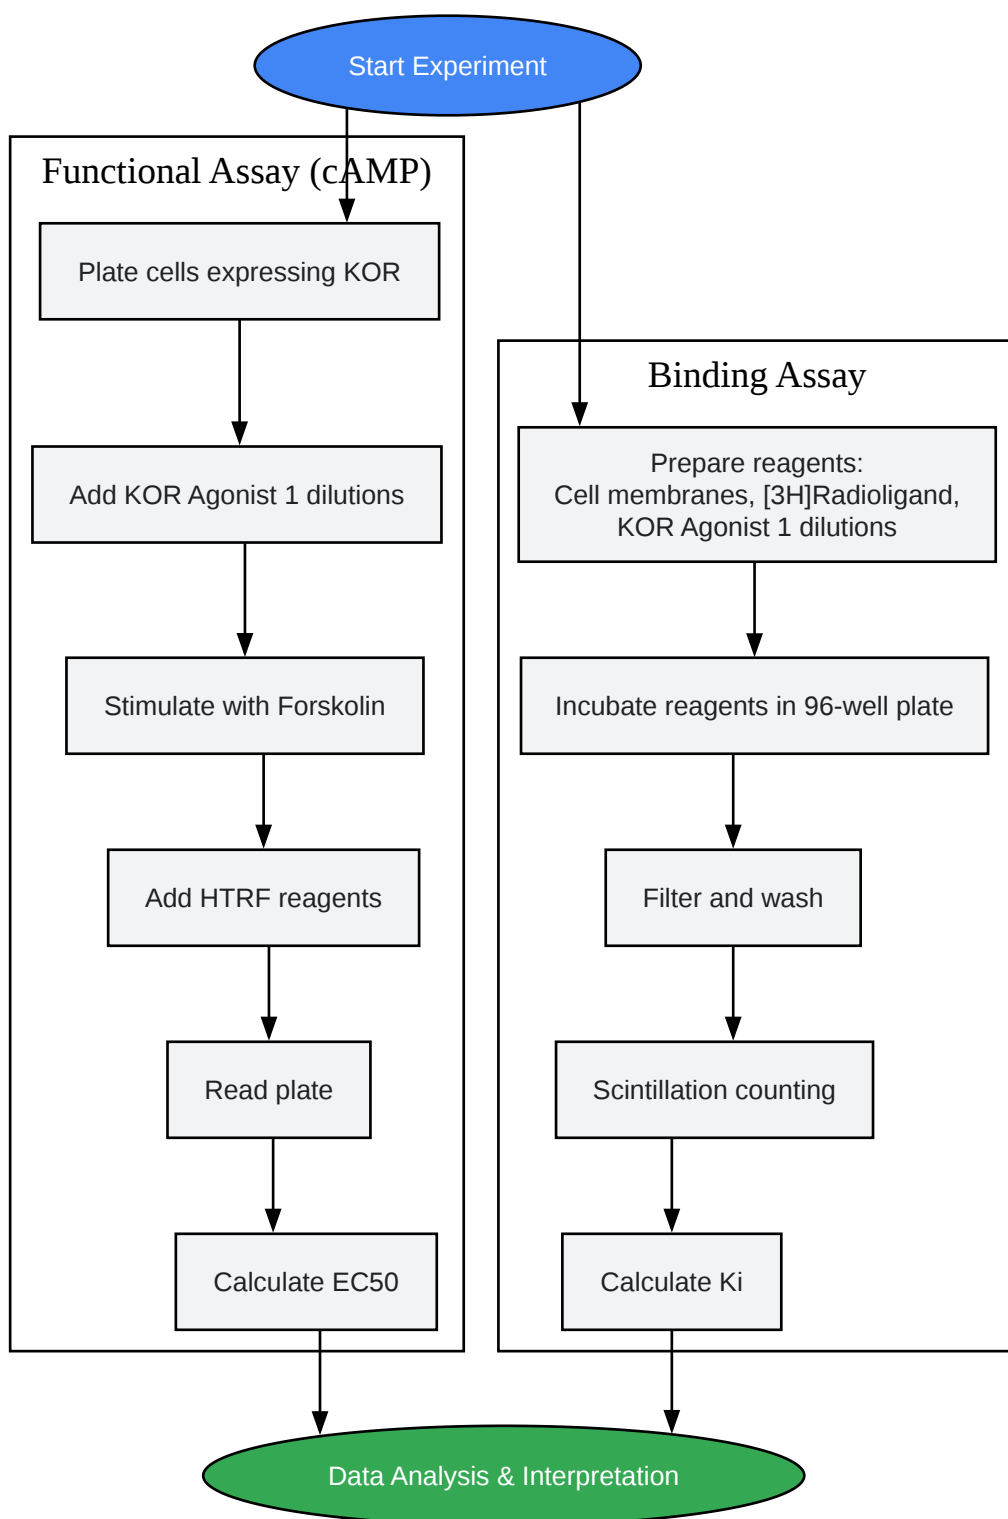 Start Experiment
Functional Assay (cAMP)
Plate cells expressing KOR
Add KOR Agonist 1 dilutions
Stimulate with Forskolin
Add HTRF reagents
Read plate
Calculate EC50
Binding Assay
Prepare reagents:
Cell membranes, [3H]Radioligand,
KOR Agonist 1 dilutions
Incubate reagents in 96-well plate
Filter and wash
Scintillation counting
Calculate Ki
Data Analysis & Interpretation